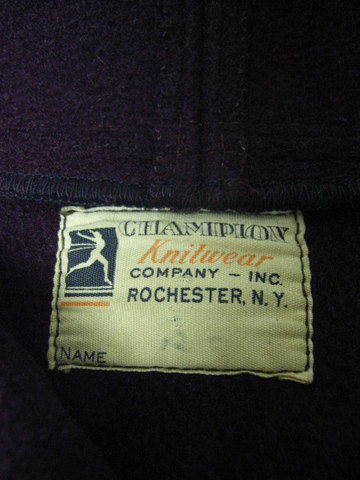 CHAMPION
Knitwear
COMPANY - INC.
ROCHESTER, N.Y.
NAME